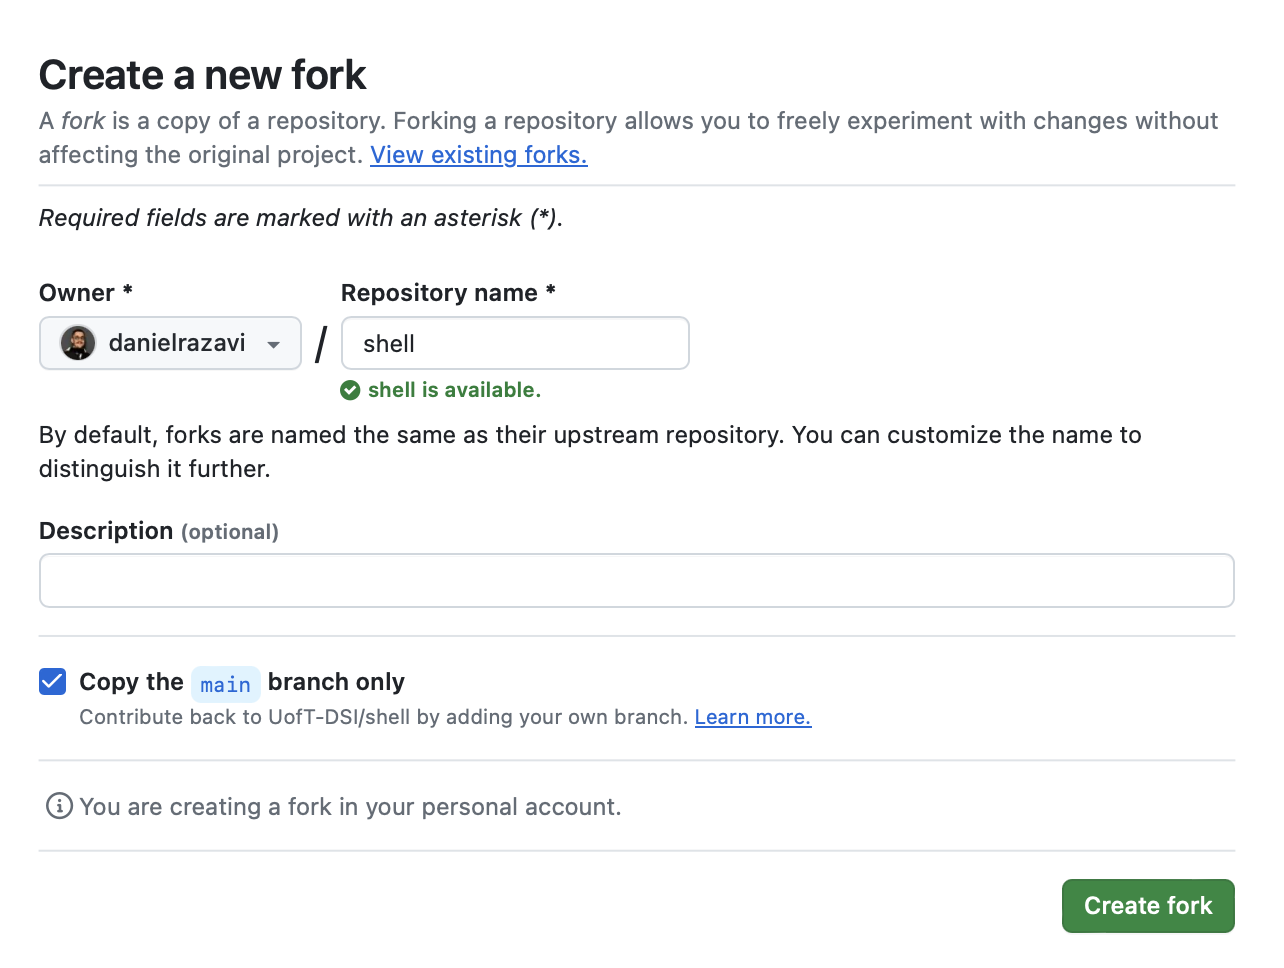 Create a new fork
A fork is a copy of a repository. Forking a repository allows you to freely experiment with changes without
affecting the original project. View existing forks.
Required fields are marked with an asterisk (*).
Owner * Repository name *
danielrazavi / shell
shell is available.
By default, forks are named the same as their upstream repository. You can customize the name to
distinguish it further.
Description (optional)
Copy the main branch only
Contribute back to UofT-DSI/shell by adding your own branch. Learn more.
You are creating a fork in your personal account.
Create fork